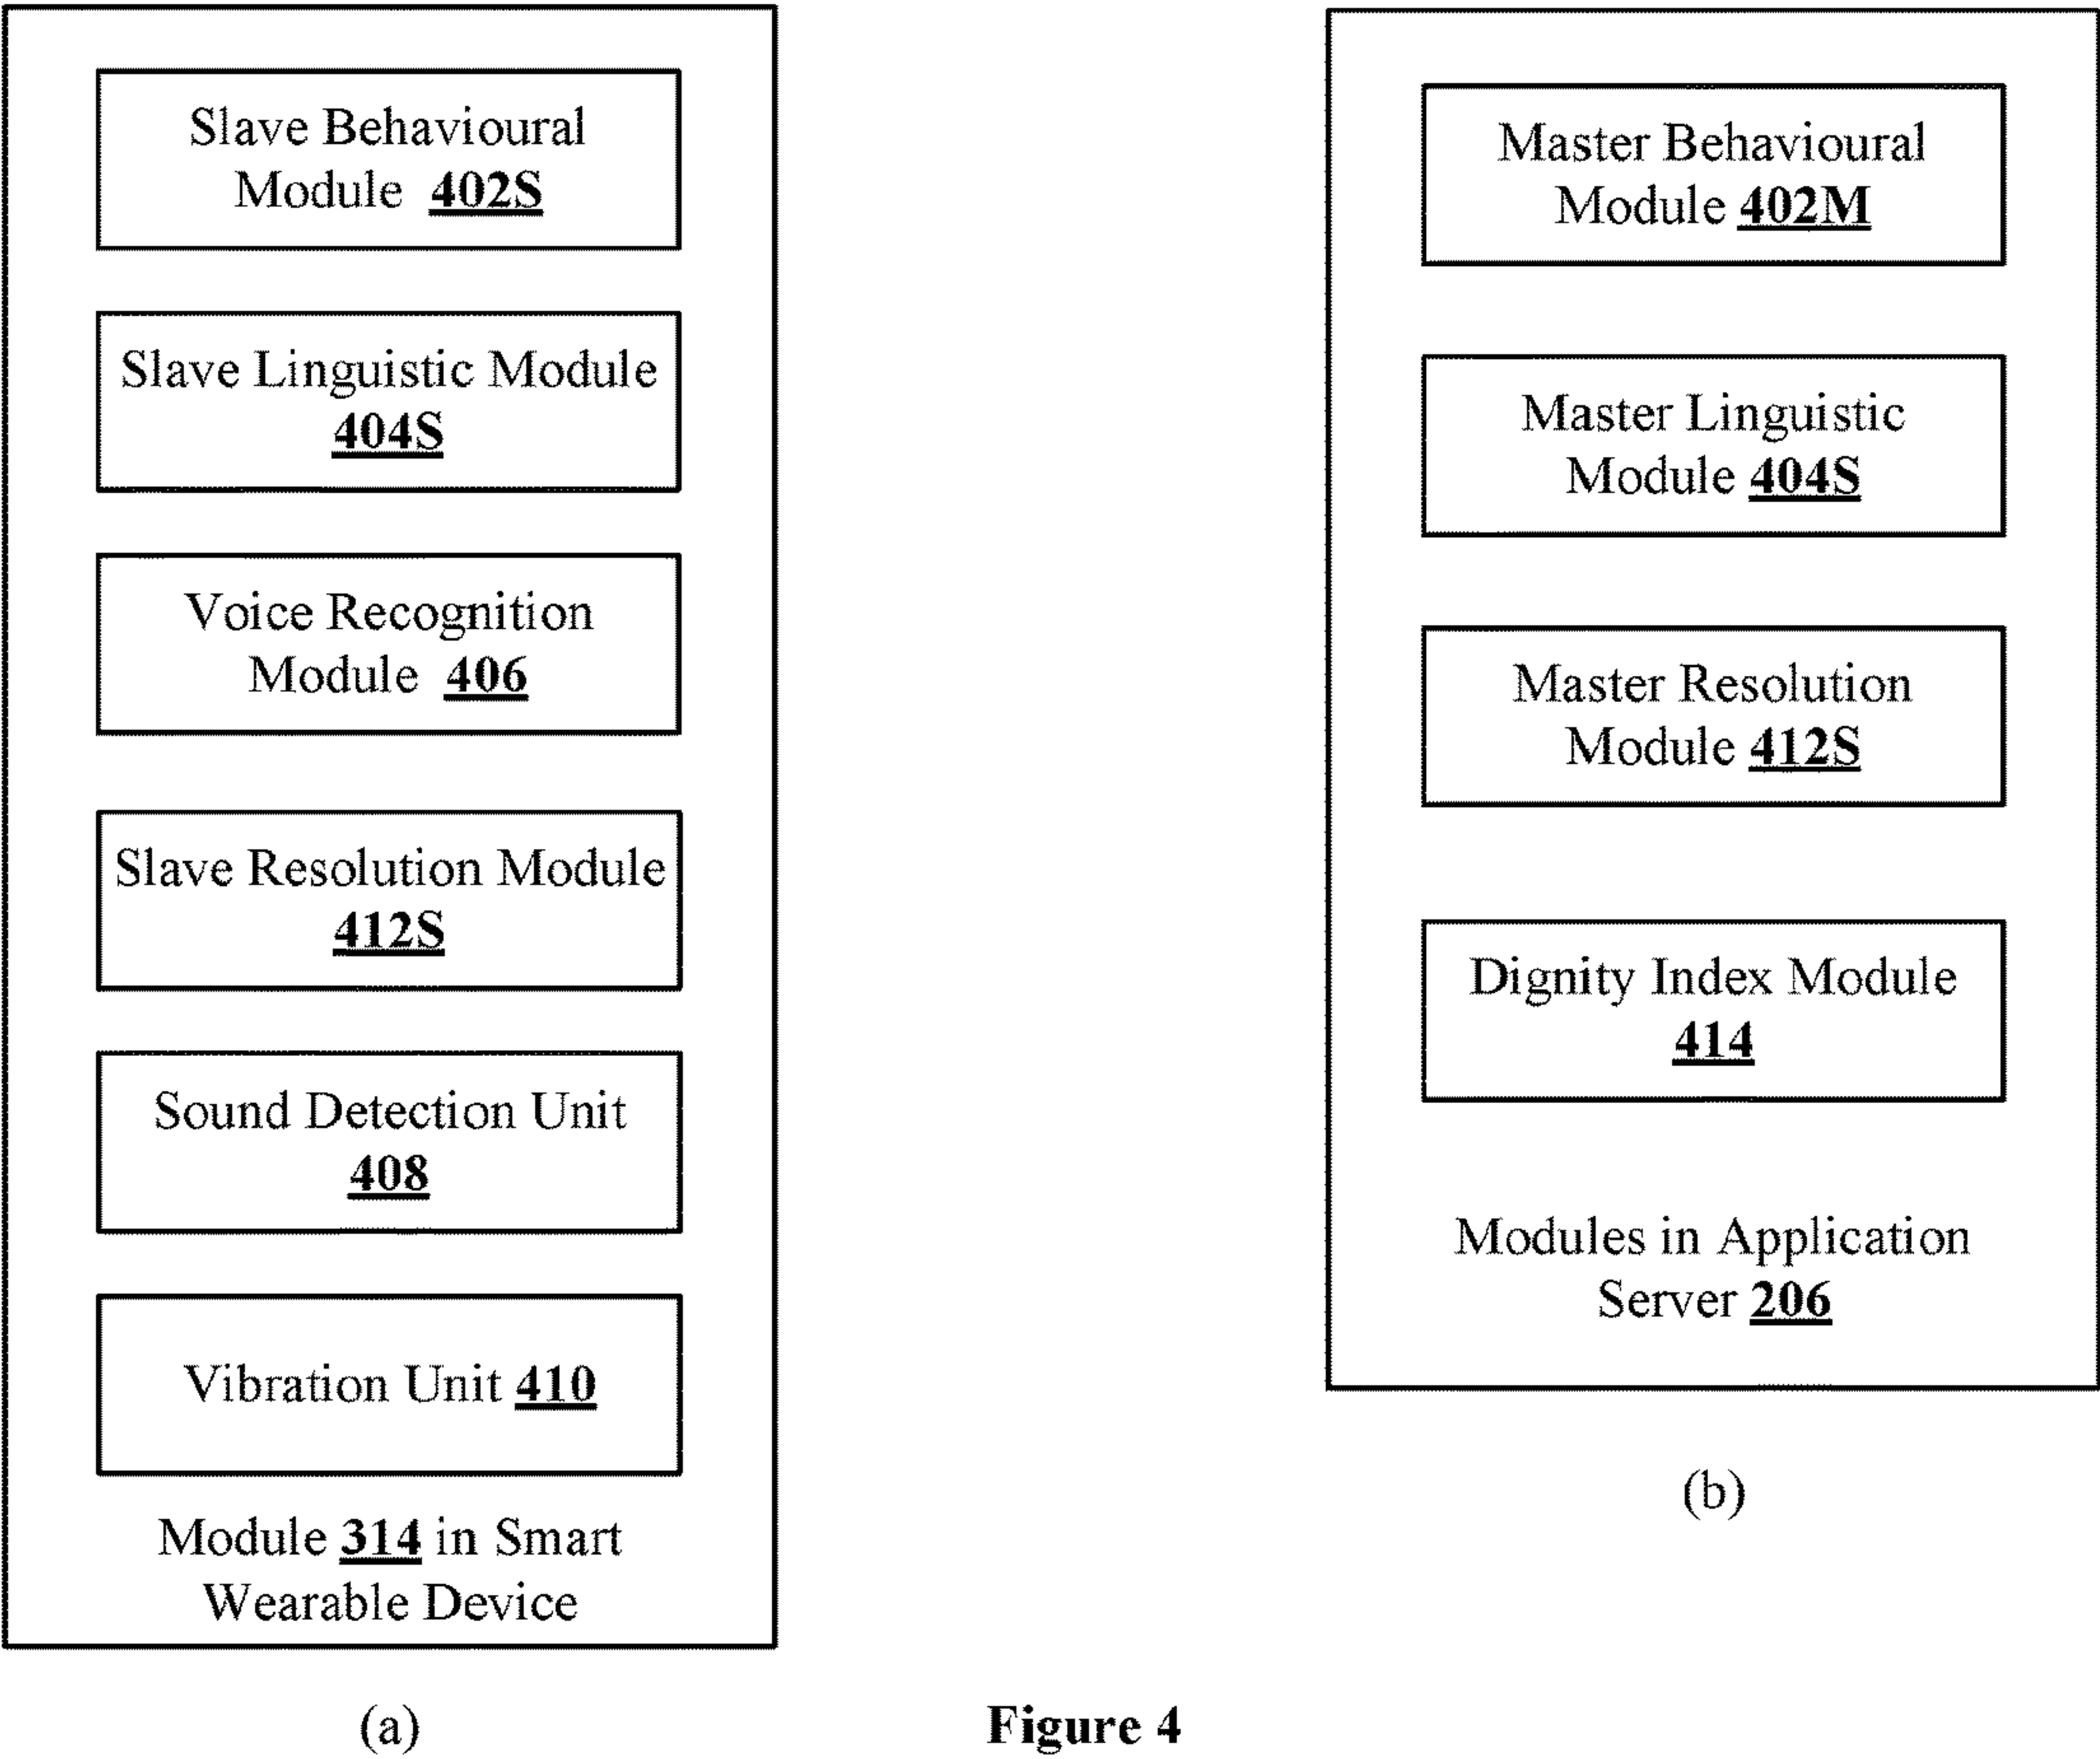 Slave Behavioural
Module 402S
Slave Linguistic Module
404S
Voice Recognition
Module 406
Slave Resolution Module
412S
Sound Detection Unit
408
Vibration Unit 410
Module 314 in Smart
Wearable Device
(a)
Master Behavioural
Module 402M
Master Linguistic
Module 404S
Master Resolution
Module 412S
Dignity Index Module
414
Modules in Application
Server 206
(b)
Figure 4